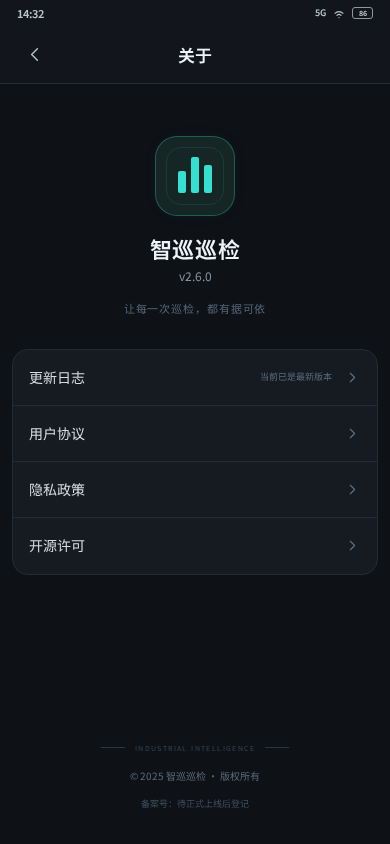 14:32
5G 86
关于
智巡巡检
v2.6.0
让每一次巡检，都有据可依
更新日志 当前已是最新版本
用户协议
隐私政策
开源许可
INDUSTRIAL INTELLIGENCE
©2025 智巡巡检 · 版权所有
备案号：待正式上线后登记